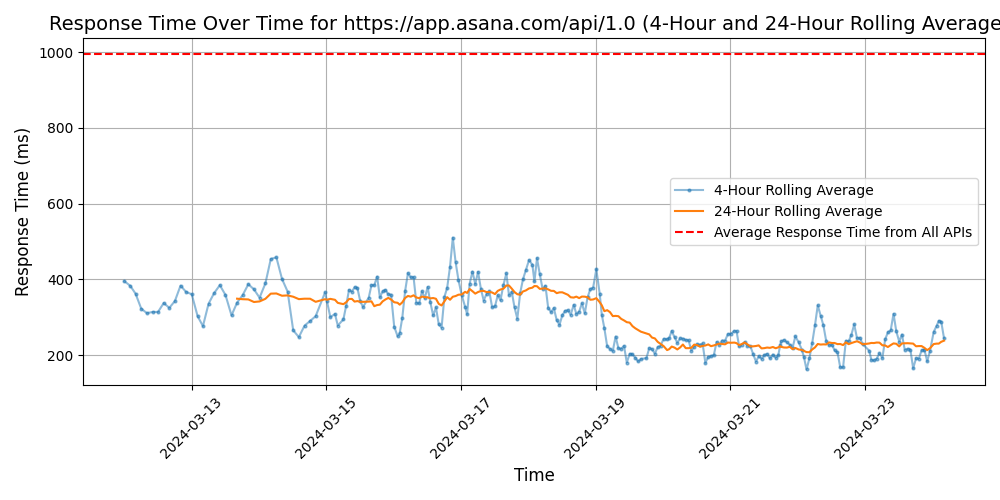 Response Time Over Time for https://app.asana.com/api/1.0 (4-Hour and 24-Hour Rolling Average
Response Time (ms)
1000
800
600
400
200
4-Hour Rolling Average
24-Hour Rolling Average
Average Response Time from All APIs
2024-03-13
2024-03-15
2024-03-17
2024-03-19
2024-03-21
2024-03-23
Time